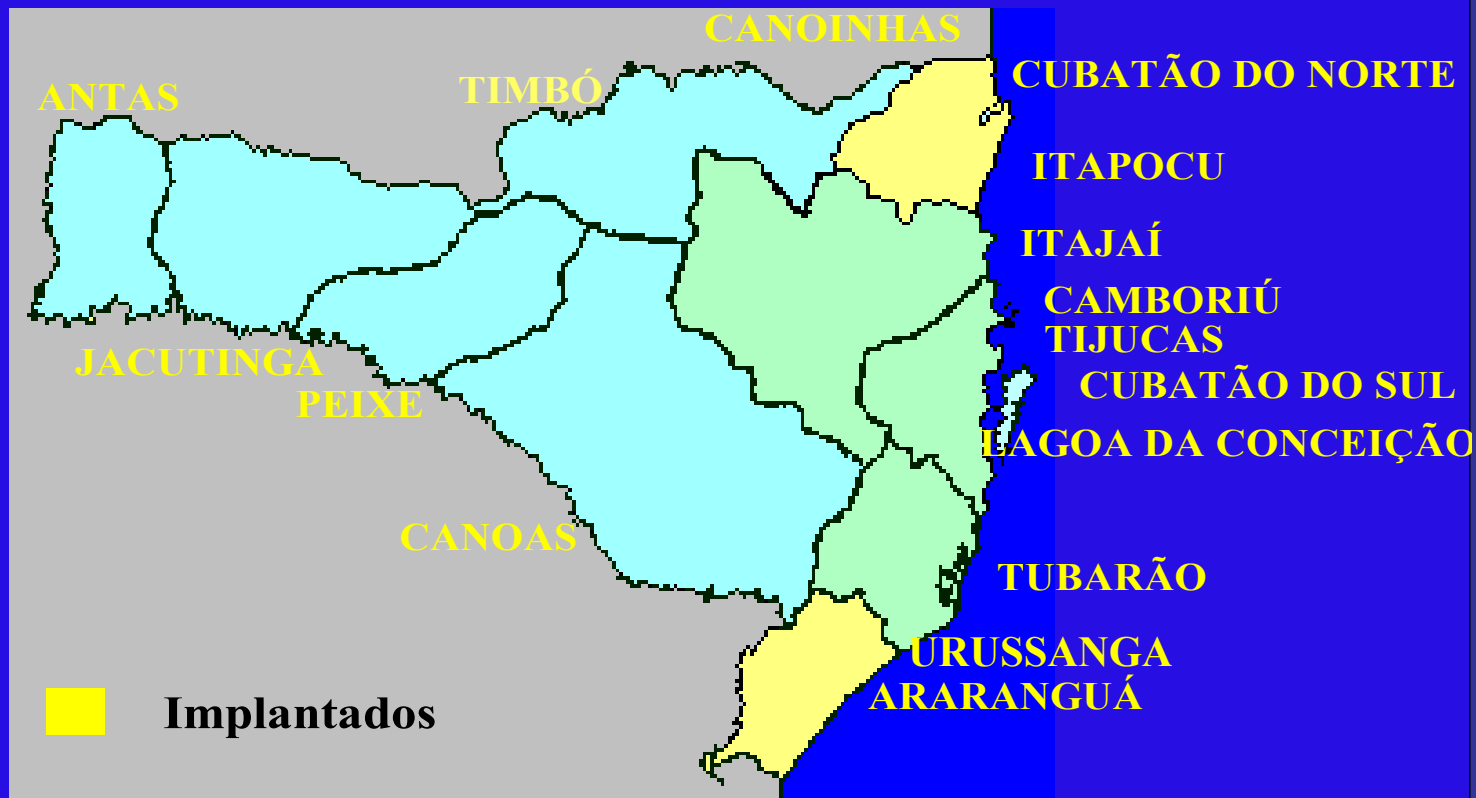 CANOINHAS
CUBATÃO DO NORTE
TIMBÓ
ANTAS
ITAPOCU
ITAJAÍ
CAMBORIÚ
TIJUCAS
JACUTINGA
CUBATÃO DO SUL
PEIXE
LAGOA DA CONCEIÇÃO
CANOAS
TUBARÃO
URUSSANGA
ARARANGUÁ
Implantados